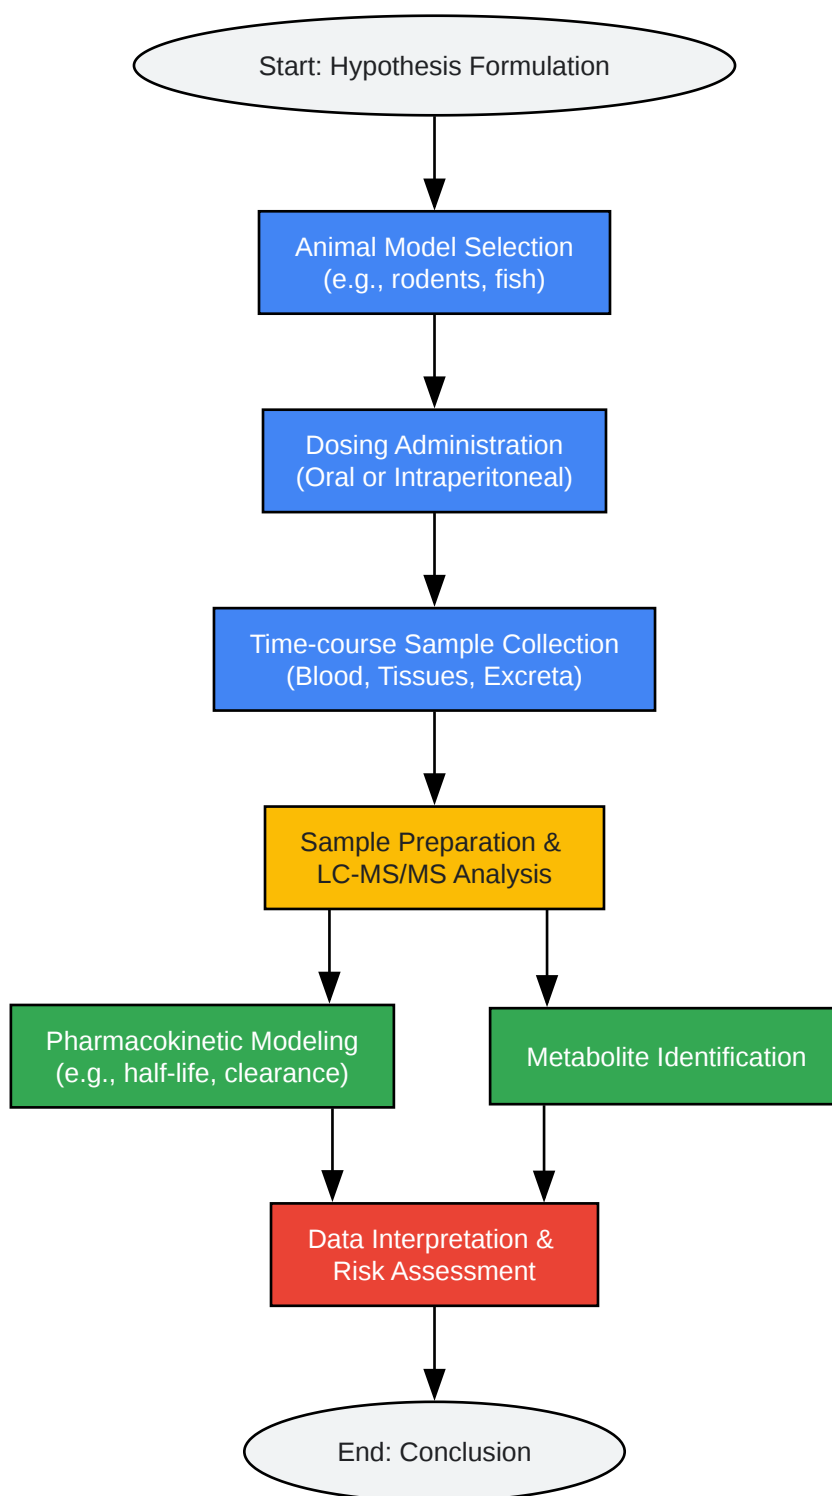 Start: Hypothesis Formulation
Animal Model Selection
(e.g., rodents, fish)
Dosing Administration
(Oral or Intraperitoneal)
Time-course Sample Collection
(Blood, Tissues, Excreta)
Sample Preparation &
LC-MS/MS Analysis
Pharmacokinetic Modeling
(e.g., half-life, clearance)
Metabolite Identification
Data Interpretation &
Risk Assessment
End: Conclusion